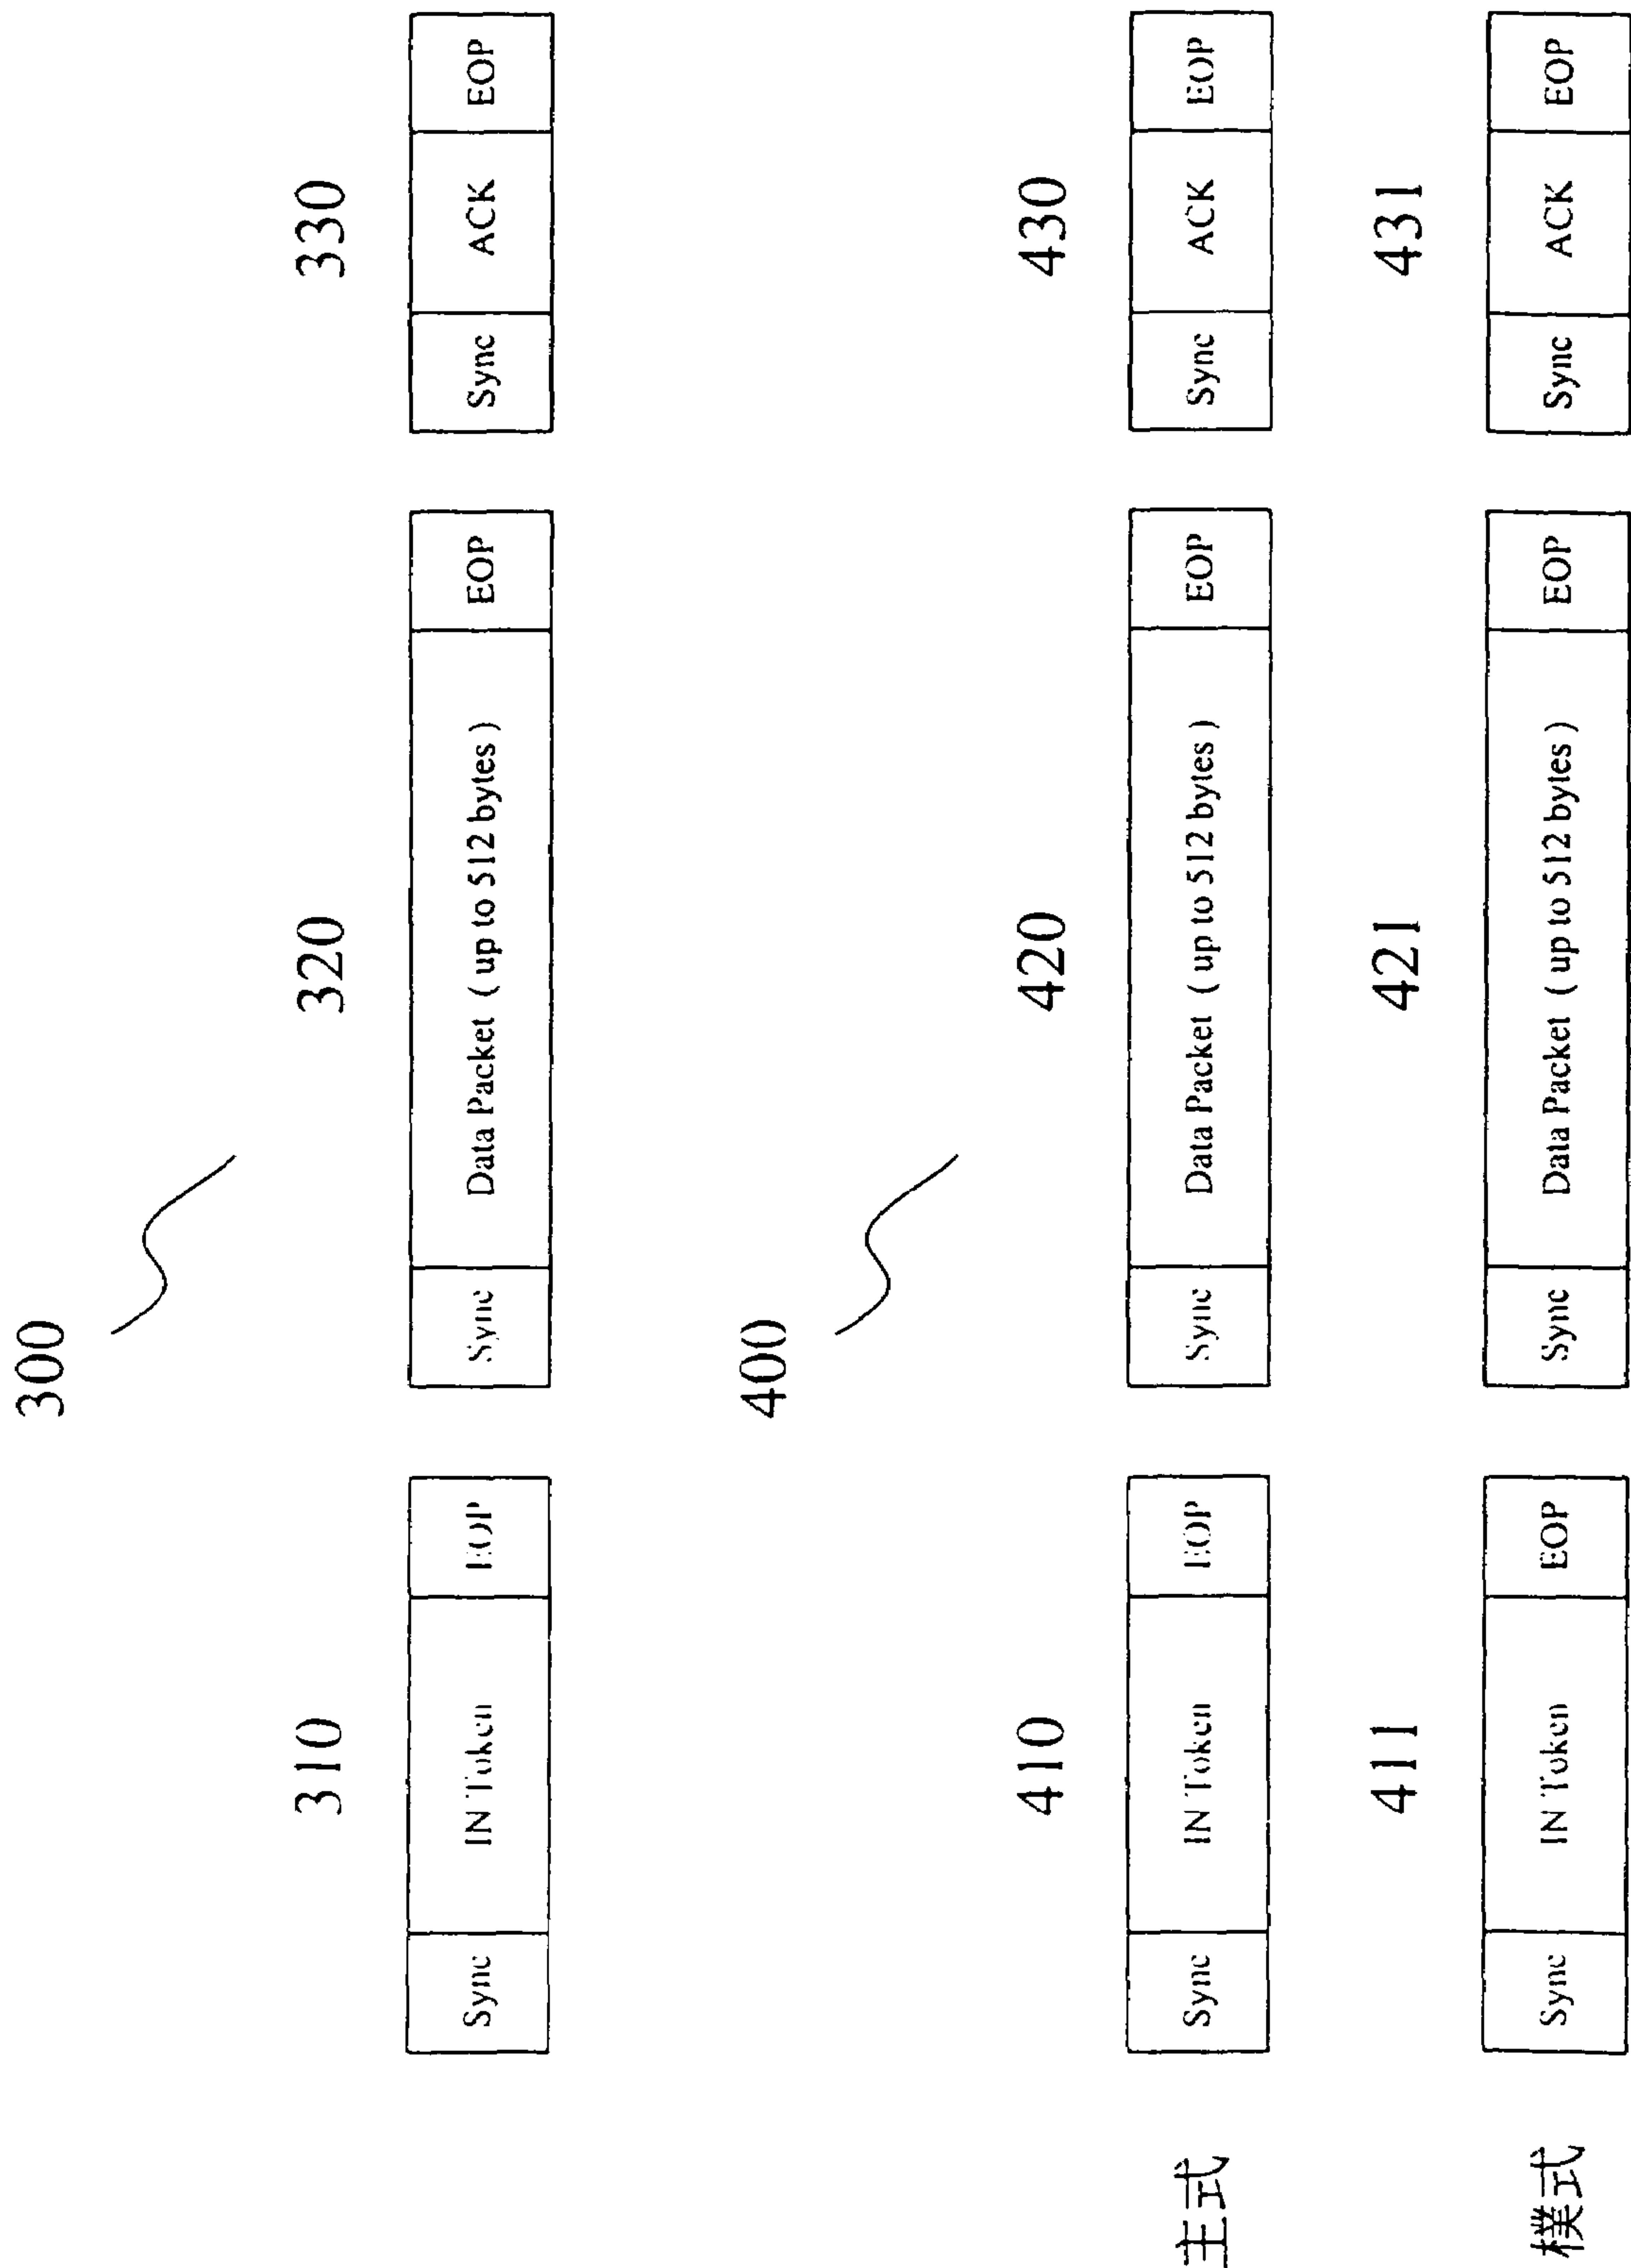 300
310 320 330
Sync IN Token EOP Sync Data Packet ( up to 512 bytes ) EOP Sync ACK EOP
400
410 420 430
主式 Sync IN Token EOP Sync Data Packet ( up to 512 bytes ) EOP Sync ACK EOP
411 421 431
樸式 Sync IN Token EOP Sync Data Packet ( up to 512 bytes ) EOP Sync ACK EOP